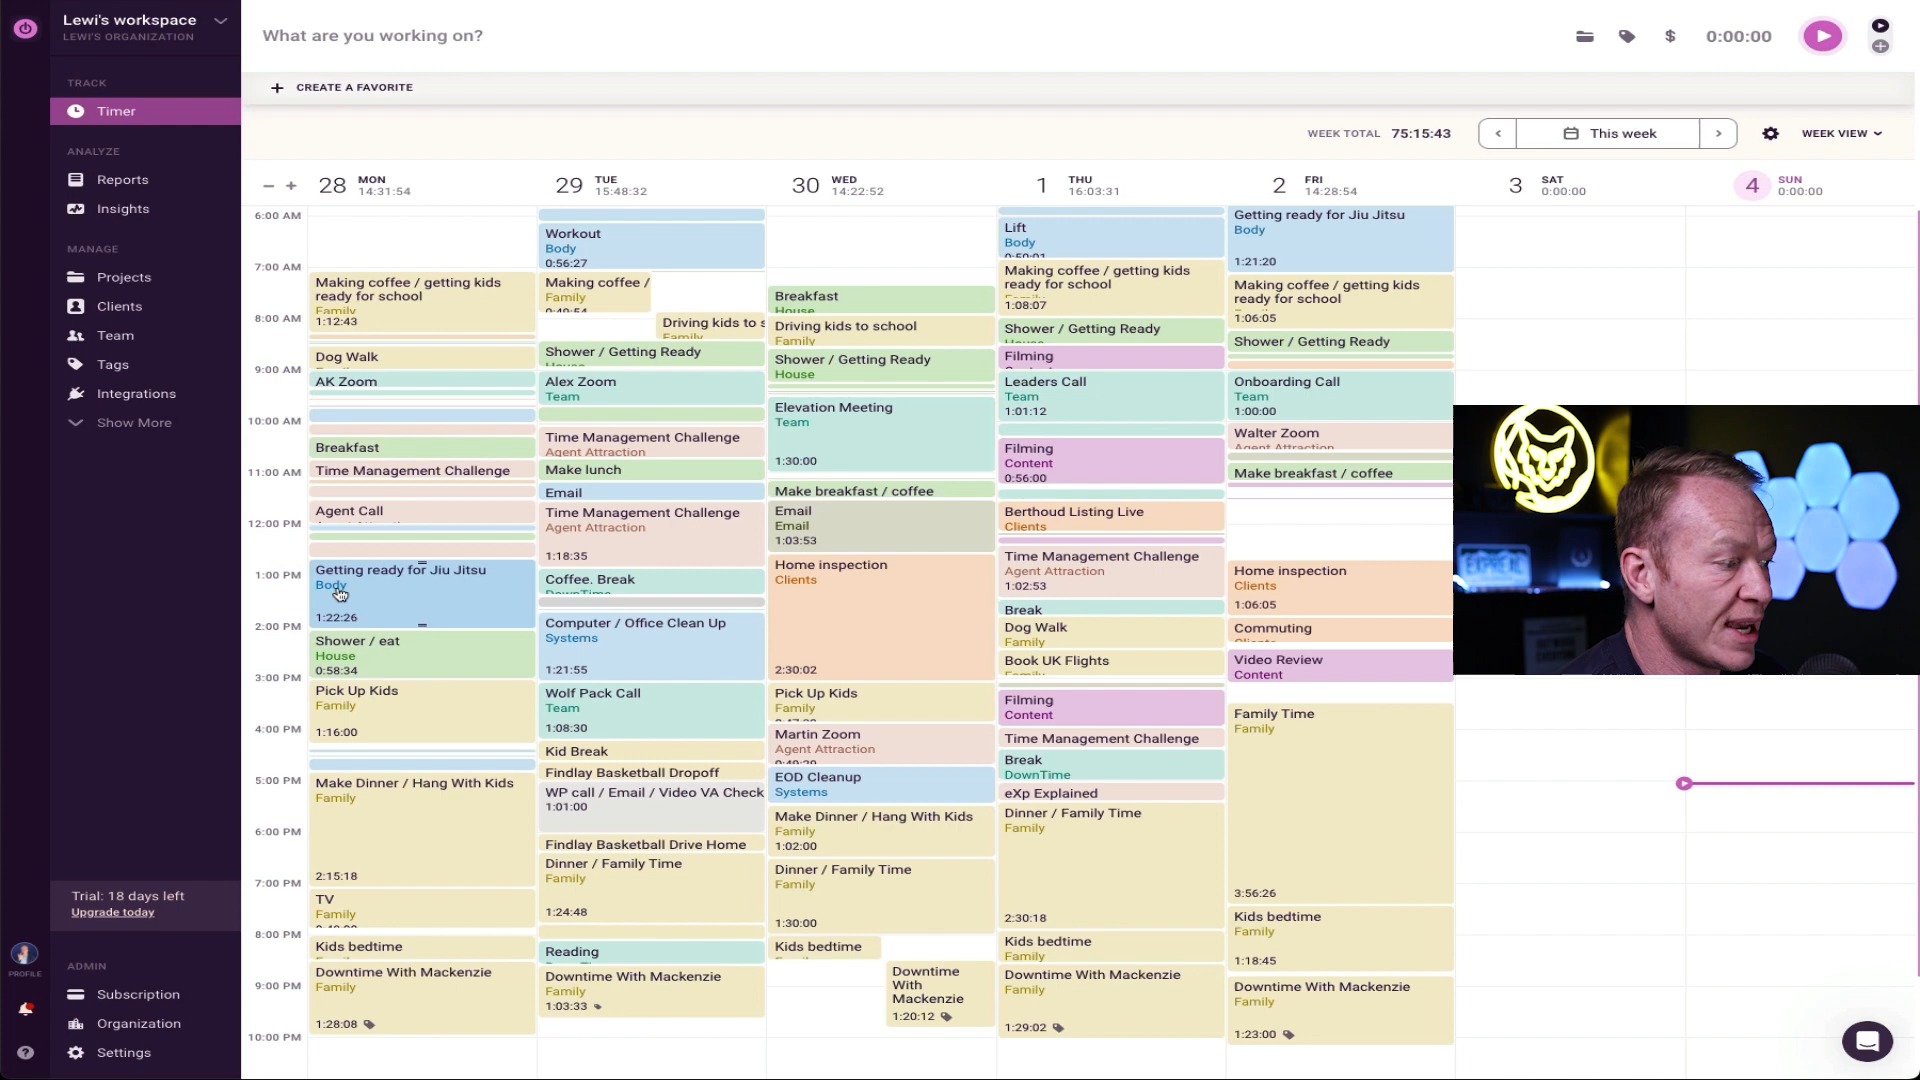 Lewi's workspace
LEWI'S ORGANIZATION
What are you working on?
$
0:00:00
CREATE A FAVORITE
TRACK
Timer
ANALYZE
Reports
Insights
MANAGE
Projects
Clients
Team
Tags
Integrations
Show More
Trial: 18 days left
Upgrade today
PROFILE
ADMIN
Subscription
Organization
Settings
WEEK TOTAL 75:15:43
This week
WEEK VIEW
28 MON 14:31:54
29 TUE 15:48:32
30 WED 14:22:52
1 THU 16:03:31
2 FRI 14:28:54
3 SAT 0:00:00
4 SUN 0:00:00
6:00 AM
7:00 AM
8:00 AM
9:00 AM
10:00 AM
11:00 AM
12:00 PM
1:00 PM
2:00 PM
3:00 PM
4:00 PM
5:00 PM
6:00 PM
7:00 PM
8:00 PM
9:00 PM
10:00 PM
Making coffee / getting kids
ready for school
Family
1:12:43
Dog Walk
AK Zoom
Breakfast
Time Management Challenge
Agent Call
Getting ready for Jiu Jitsu
Body
1:22:26
Shower / eat
House
0:58:34
Pick Up Kids
Family
1:16:00
Make Dinner / Hang With Kids
Family
2:15:18
TV
Family
Kids bedtime
Downtime With Mackenzie
Family
1:28:08
Workout
Body
0:56:27
Making coffee /
Family
0:49:54
Driving kids to s
Family
Shower / Getting Ready
House
Alex Zoom
Team
Time Management Challenge
Agent Attraction
Make lunch
Email
Time Management Challenge
Agent Attraction
1:18:35
Coffee. Break
DownTime
Computer / Office Clean Up
Systems
1:21:55
Wolf Pack Call
Team
1:08:30
Kid Break
Findlay Basketball Dropoff
WP call / Email / Video VA Check
1:01:00
Findlay Basketball Drive Home
Dinner / Family Time
Family
1:24:48
Reading
Downtime With Mackenzie
Family
1:03:33
Breakfast
House
Driving kids to school
Family
Shower / Getting Ready
House
Elevation Meeting
Team
1:30:00
Make breakfast / coffee
Email
Email
1:03:53
Home inspection
Clients
2:30:02
Pick Up Kids
Family
Martin Zoom
Agent Attraction
EOD Cleanup
Systems
Make Dinner / Hang With Kids
Family
1:02:00
Dinner / Family Time
Family
1:30:00
Kids bedtime
Downtime
With
Mackenzie
1:20:12
Lift
Body
0:50:01
Making coffee / getting kids
ready for school
Family
1:08:07
Shower / Getting Ready
House
Filming
Content
Leaders Call
Team
1:01:12
Filming
Content
0:56:00
Berthoud Listing Live
Clients
Time Management Challenge
Agent Attraction
1:02:53
Break
Dog Walk
Family
Book UK Flights
Family
Filming
Content
Time Management Challenge
Break
DownTime
eXp Explained
Dinner / Family Time
Family
2:30:18
Kids bedtime
Family
Downtime With Mackenzie
Family
1:29:02
Getting ready for Jiu Jitsu
Body
1:21:20
Making coffee / getting kids
ready for school
Family
1:06:05
Shower / Getting Ready
Onboarding Call
Team
1:00:00
Walter Zoom
Agent Attraction
Make breakfast / coffee
Home inspection
Clients
1:06:05
Commuting
Clients
Video Review
Content
Family Time
Family
3:56:26
Kids bedtime
Family
1:18:45
Downtime With Mackenzie
Family
1:23:00